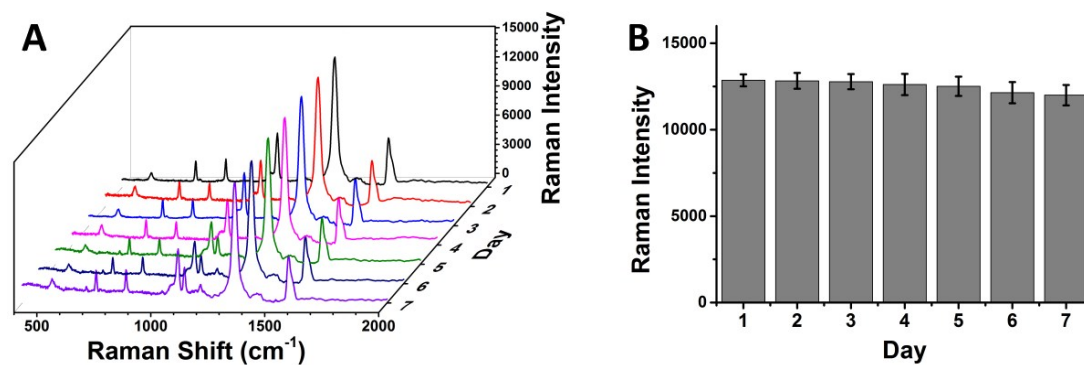 A
15000
12000
9000
6000
3000
0
Raman Intensity
1
2
3
4
5
6
7
Day
500
1000
1500
2000
Raman Shift (cm⁻¹)
B
15000
10000
5000
0
Raman Intensity
1 2 3 4 5 6 7
Day